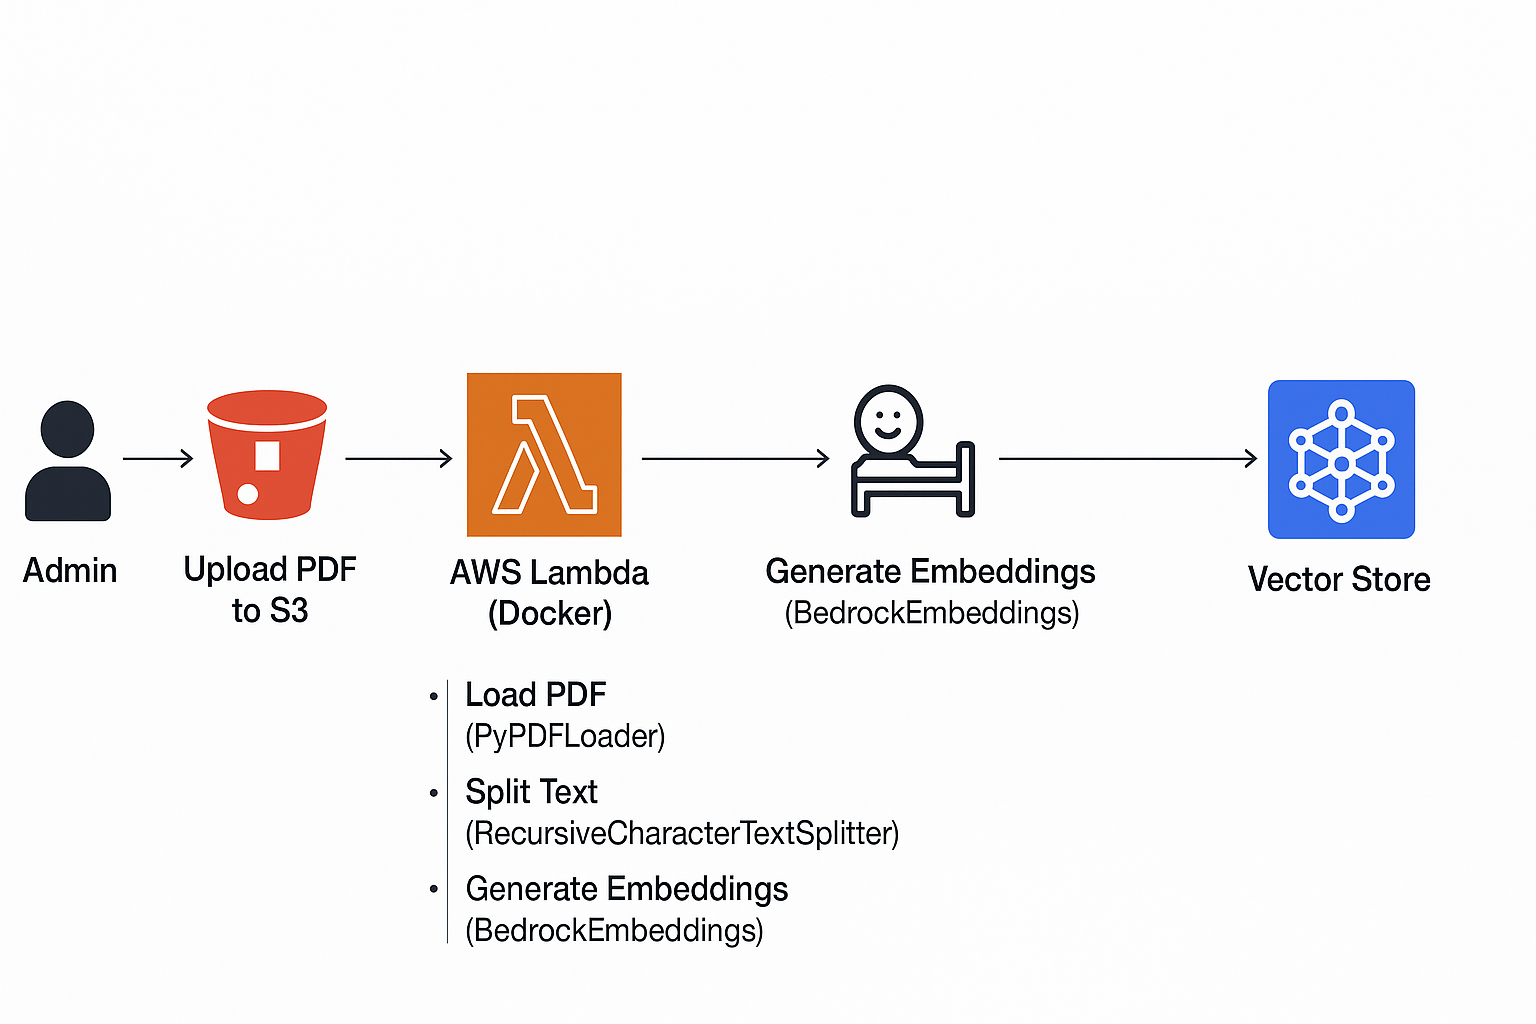 Admin
Upload PDF
to S3
AWS Lambda
(Docker)
Generate Embeddings
(BedrockEmbeddings)
Vector Store
• Load PDF
(PyPDFLoader)
• Split Text
(RecursiveCharacterTextSplitter)
• Generate Embeddings
(BedrockEmbeddings)